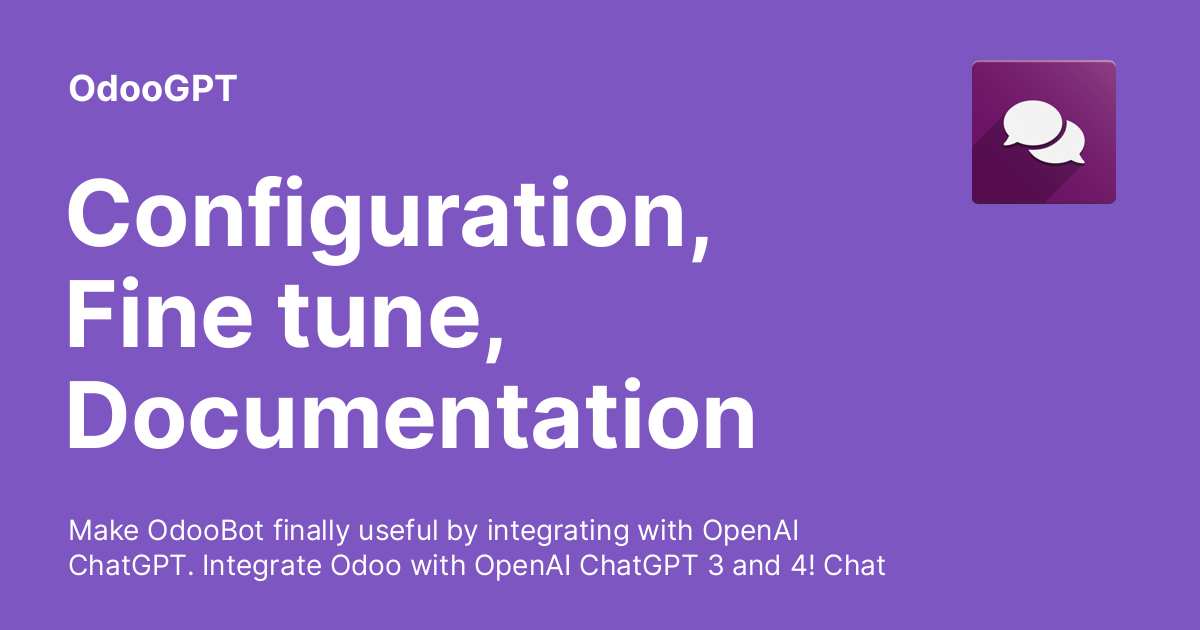 OdooGPT
Configuration,
Fine tune,
Documentation
Make OdooBot finally useful by integrating with OpenAI
ChatGPT. Integrate Odoo with OpenAI ChatGPT 3 and 4! Chat